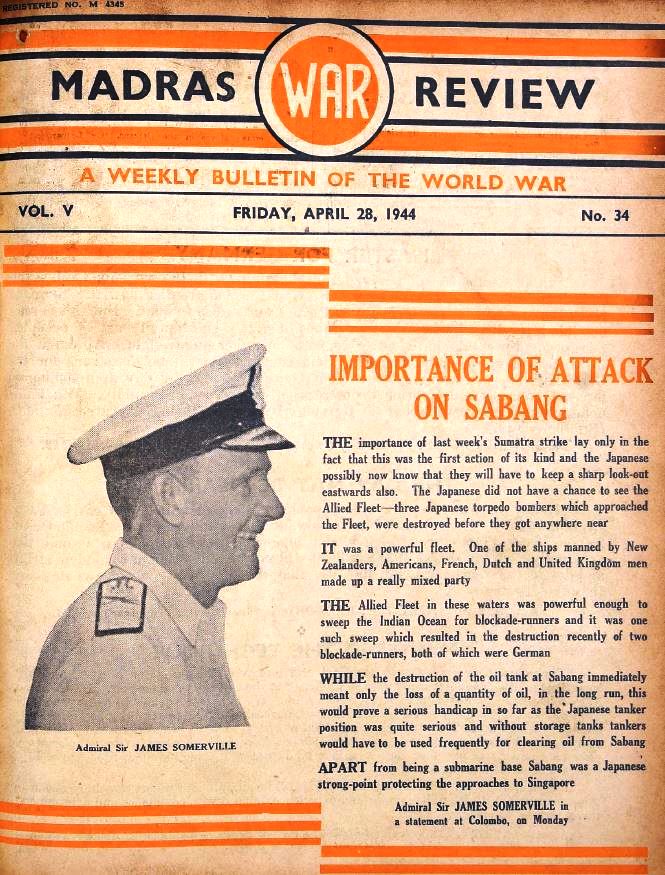 REGISTERED NO. M 4345
MADRAS WAR REVIEW
A WEEKLY BULLETIN OF THE WORLD WAR
VOL. V FRIDAY, APRIL 28, 1944 No. 34
IMPORTANCE OF ATTACK
ON SABANG
THE importance of last week's Sumatra strike lay only in the
fact that this was the first action of its kind and the Japanese
possibly now know that they will have to keep a sharp look-out
eastwards also. The Japanese did not have a chance to see the
Allied Fleet—three Japanese torpedo bombers which approached
the Fleet, were destroyed before they got anywhere near
IT was a powerful fleet. One of the ships manned by New
Zealanders, Americans, French, Dutch and United Kingdom men
made up a really mixed party
THE Allied Fleet in these waters was powerful enough to
sweep the Indian Ocean for blockade-runners and it was one
such sweep which resulted in the destruction recently of two
blockade-runners, both of which were German
WHILE the destruction of the oil tank at Sabang immediately
meant only the loss of a quantity of oil, in the long run, this
would prove a serious handicap in so far as the Japanese tanker
position was quite serious and without storage tanks tankers
would have to be used frequently for clearing oil from Sabang
APART from being a submarine base Sabang was a Japanese
strong-point protecting the approaches to Singapore
Admiral Sir JAMES SOMERVILLE in
a statement at Colombo, on Monday
Admiral Sir JAMES SOMERVILLE